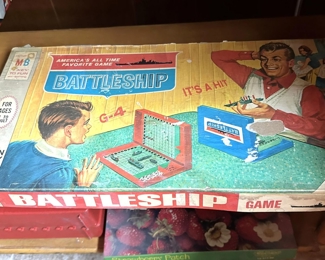 MB
AMERICA'S ALL TIME
FAVORITE GAME
BATTLESHIP
IT'S A HIT
G-4
FOR
AGES
BATTLESHIP
GAME